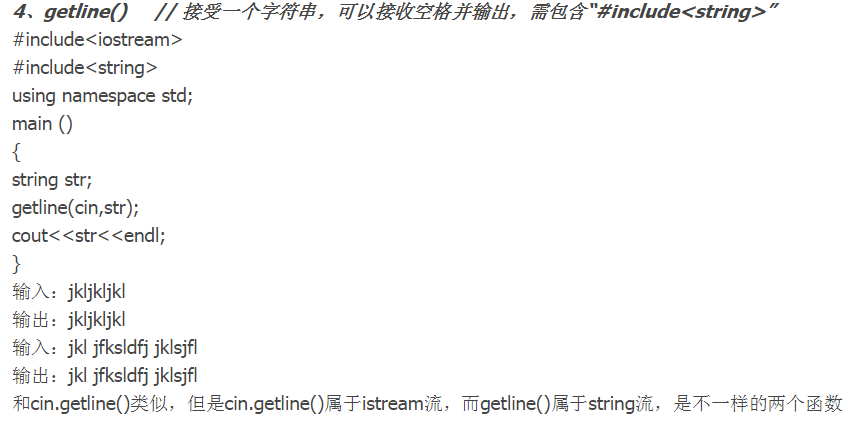 4、getline() // 接受一个字符串，可以接收空格并输出，需包含“#include<string>”
#include<iostream>
#include<string>
using namespace std;
main ()
{
string str;
getline(cin,str);
cout<<str<<endl;
}
输入：jkljkljkl
输出：jkljkljkl
输入：jkl jfksldfj jklsjfl
输出：jkl jfksldfj jklsjfl
和cin.getline()类似，但是cin.getline()属于istream流，而getline()属于string流，是不一样的两个函数